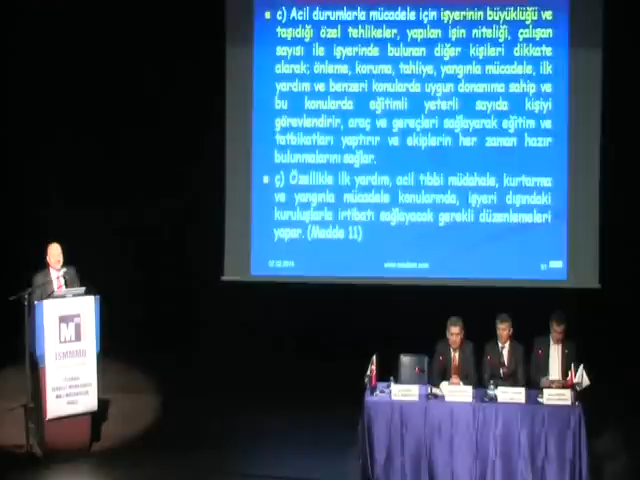 c) Acil durumlarla mücadele için işyerinin büyüklüğü ve
taşıdığı özel tehlikeler, yapılan işin niteliği, çalışan
sayısı ile işyerinde bulunan diğer kişileri dikkate
alarak; önleme, koruma, tahliye, yangınla mücadele, ilk
yardım ve benzeri konularda uygun donanıma sahip ve
bu konularda eğitimli yeterli sayıda kişiyi
görevlendirir, araç ve gereçleri sağlayarak eğitim ve
tatbikatları yaptırır ve ekiplerin her zaman hazır
bulunmalarını sağlar.
ç) Özellikle ilk yardım, acil tıbbi müdahale, kurtarma
ve yangınla mücadele konularında, işyeri dışındaki
kuruluşlarla irtibatı sağlayacak gerekli düzenlemeleri
yapar. (Madde 11)
M
ISMMMO